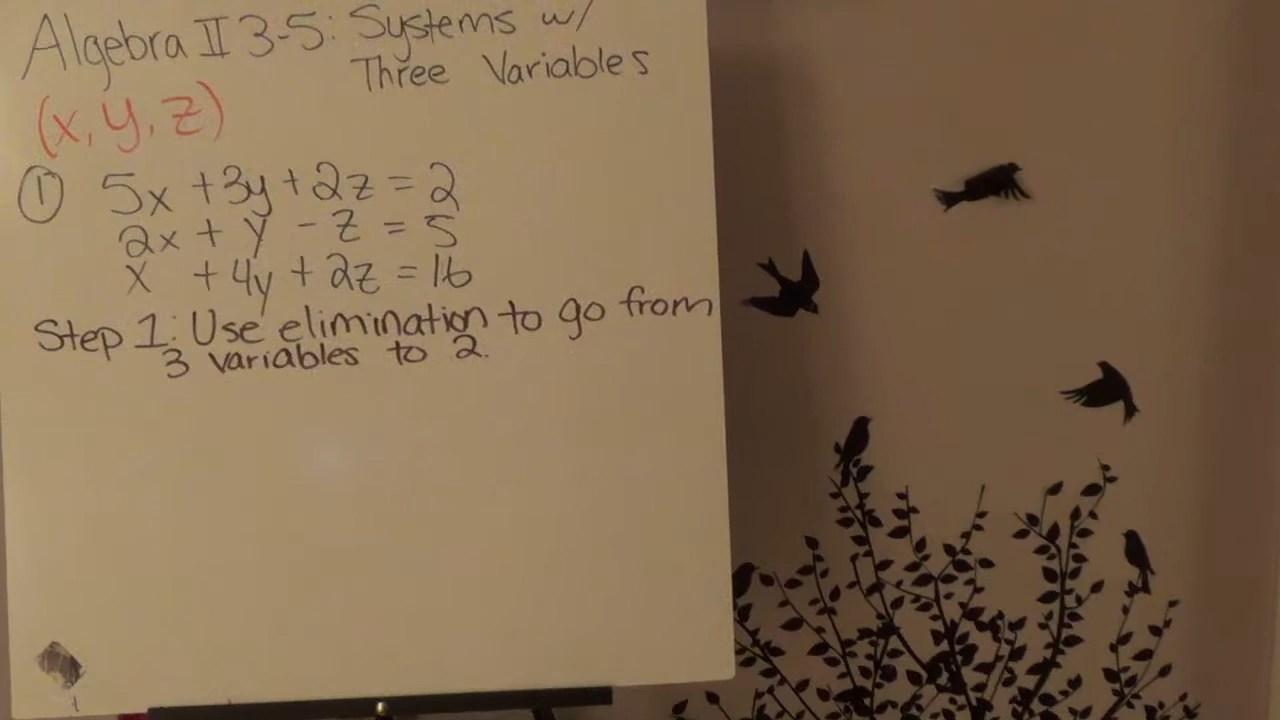 Algebra II 3-5: Systems w/
Three Variables
(x, y, z)
① 5x + 3y + 2z = 2
2x + y - z = 5
x + 4y + 2z = 16
Step 1: Use elimination to go from
3 variables to 2.